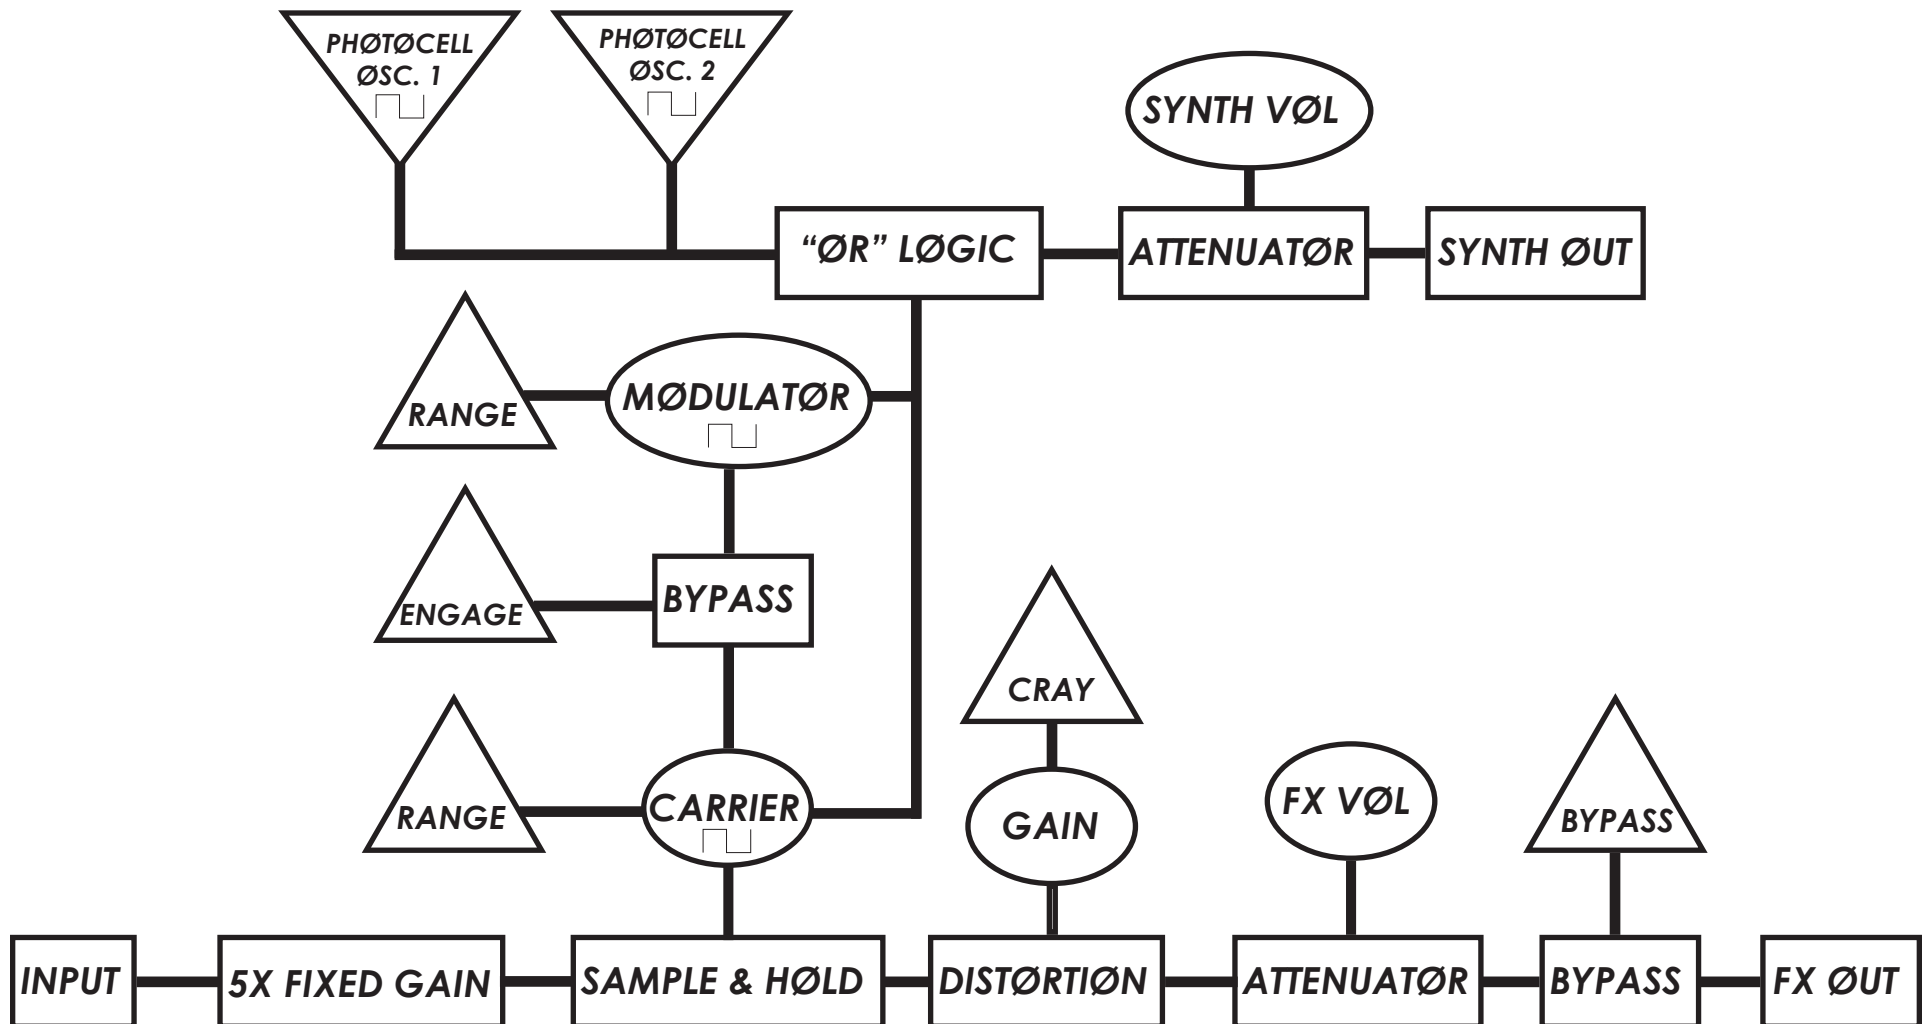 PHØTØCELL
ØSC. 1
PHØTØCELL
ØSC. 2
SYNTH VØL
“ØR” LØGIC
ATTENUATØR
SYNTH ØUT
RANGE
MØDULATØR
ENGAGE
BYPASS
CRAY
RANGE
CARRIER
GAIN
FX VØL
BYPASS
INPUT
5X FIXED GAIN
SAMPLE & HØLD
DISTØRTIØN
ATTENUATØR
BYPASS
FX ØUT